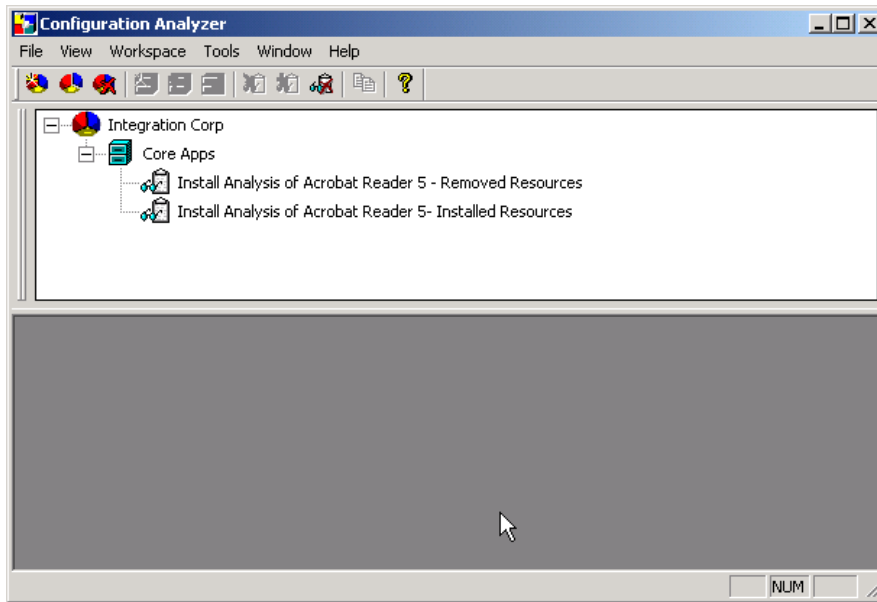 Configuration Analyzer
File View Workspace Tools Window Help
Integration Corp
Core Apps
Install Analysis of Acrobat Reader 5 - Removed Resources
Install Analysis of Acrobat Reader 5- Installed Resources
NUM